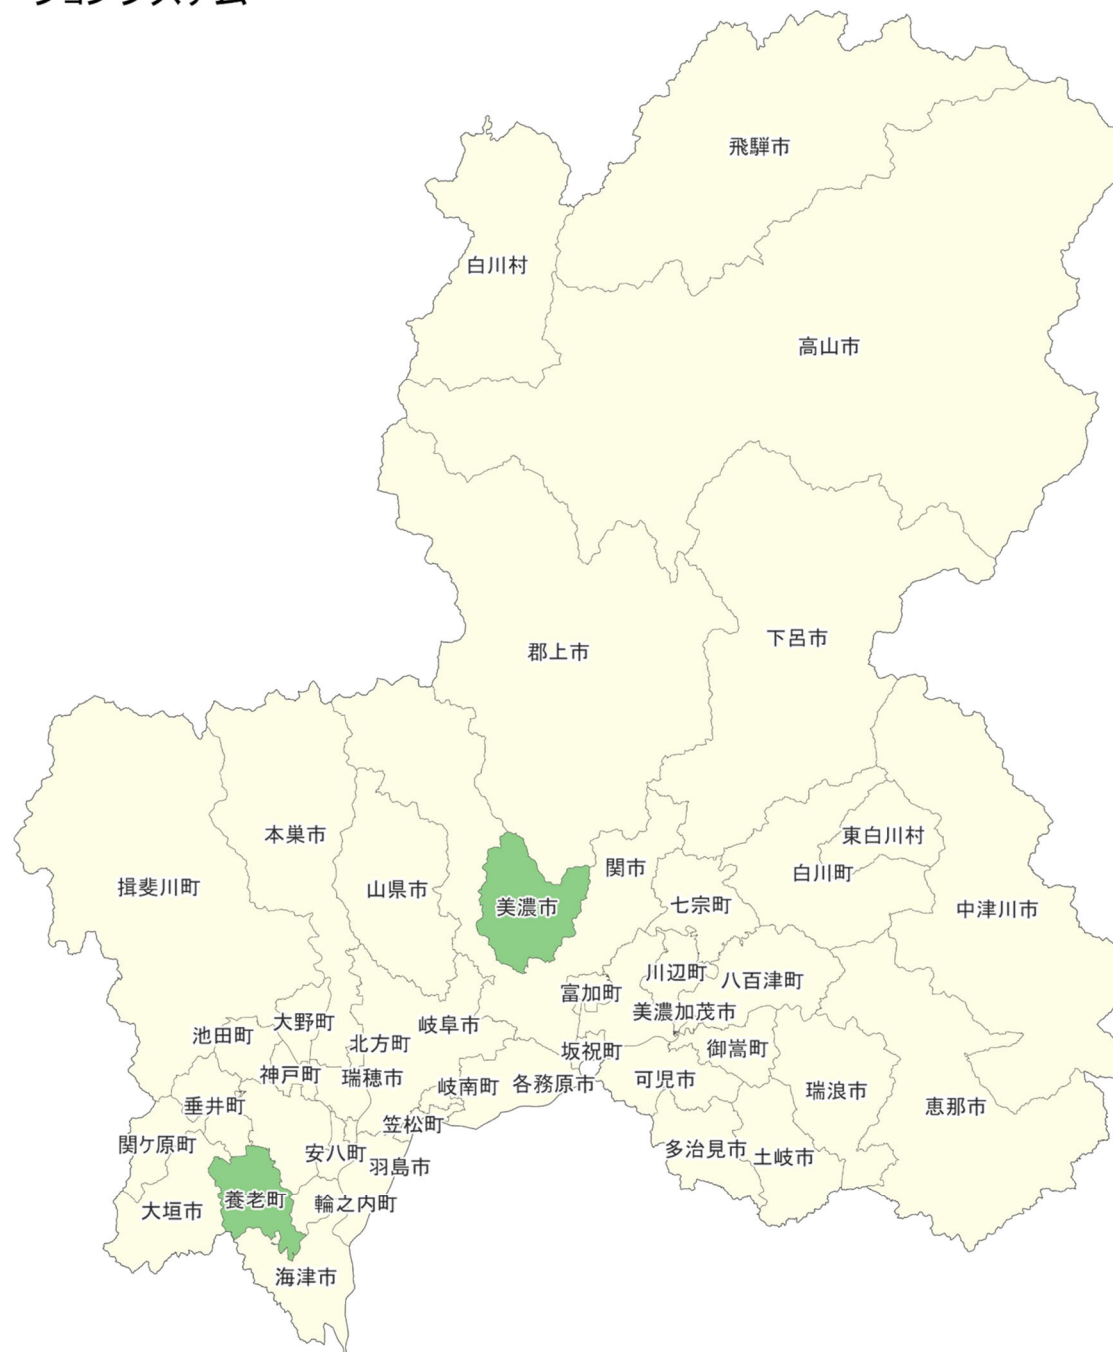 ションシステム
飛騨市
白川村
高山市
下呂市
郡上市
本巣市
東白川村
関市
白川町
揖斐川町
山県市
美濃市
七宗町
中津川市
川辺町
八百津町
富加町
美濃加茂市
大野町
岐阜市
池田町
北方町
坂祝町
御嵩町
神戸町
瑞穂市
岐南町
各務原市
可児市
瑞浪市
垂井町
恵那市
笠松町
関ケ原町
安八町
多治見市
土岐市
羽島市
養老町
輪之内町
大垣市
海津市